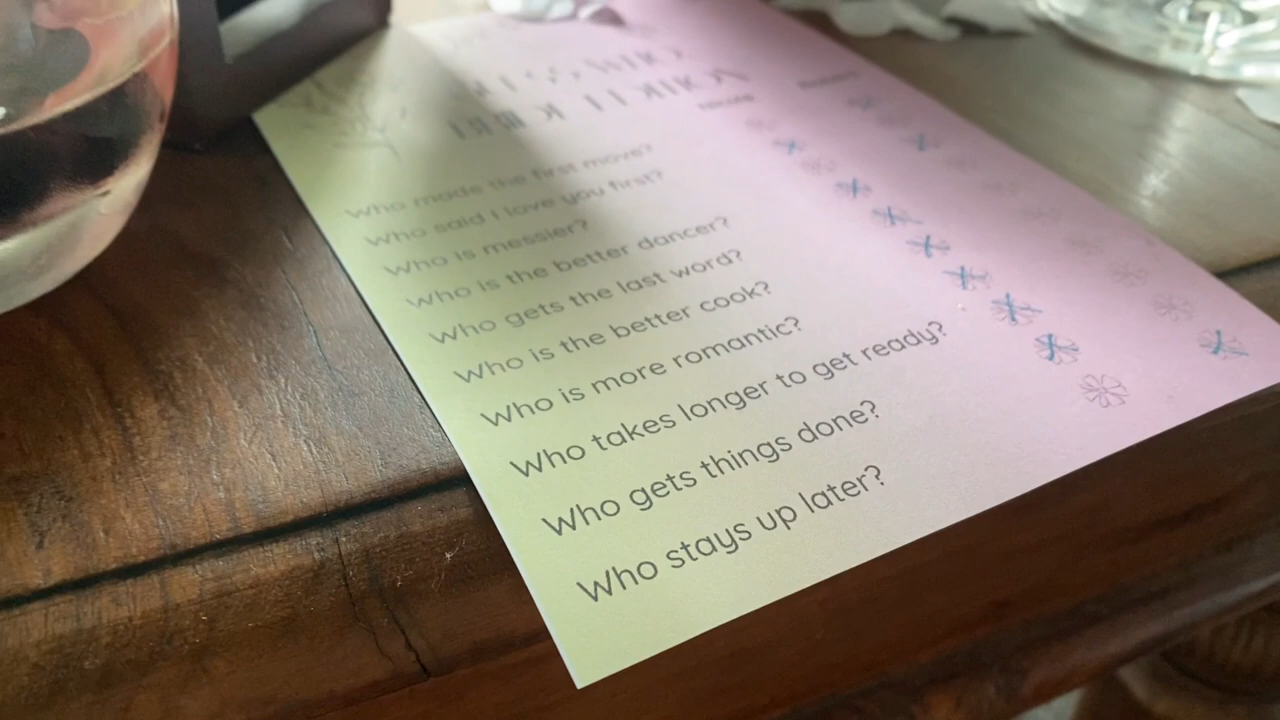 Who made the first move?
Who said I love you first?
Who is messier?
Who is the better dancer?
Who gets the last word?
Who is the better cook?
Who is more romantic?
Who takes longer to get ready?
Who gets things done?
Who stays up later?